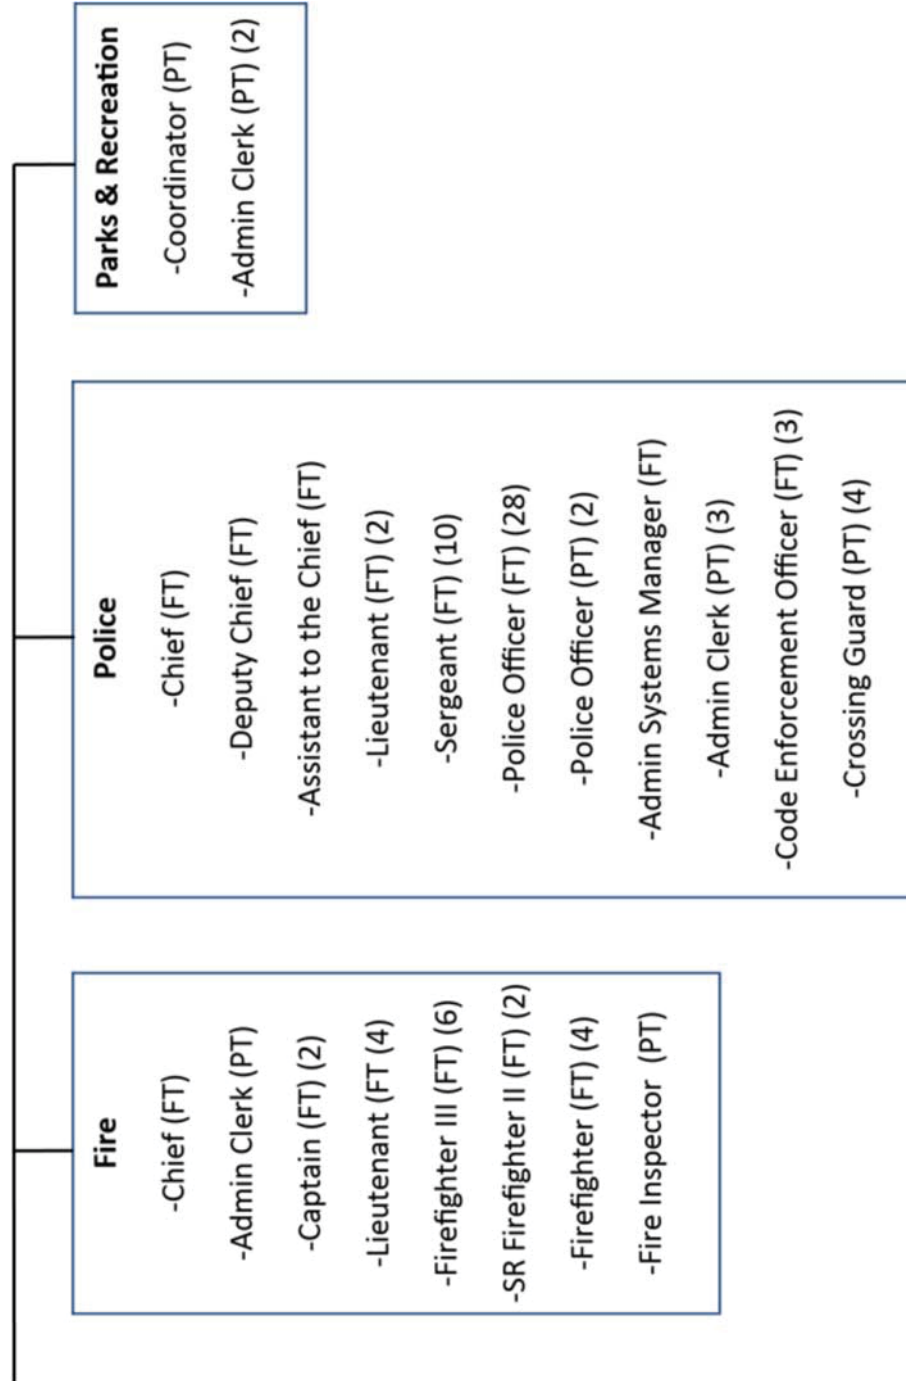 Fire
-Chief (FT)
-Admin Clerk (PT)
-Captain (FT) (2)
-Lieutenant (FT (4)
-Firefighter III (FT) (6)
-SR Firefighter II (FT) (2)
-Firefighter (FT) (4)
-Fire Inspector (PT)
Police
-Chief (FT)
-Deputy Chief (FT)
-Assistant to the Chief (FT)
-Lieutenant (FT) (2)
-Sergeant (FT) (10)
-Police Officer (FT) (28)
-Police Officer (PT) (2)
-Admin Systems Manager (FT)
-Admin Clerk (PT) (3)
-Code Enforcement Officer (FT) (3)
-Crossing Guard (PT) (4)
Parks & Recreation
-Coordinator (PT)
-Admin Clerk (PT) (2)